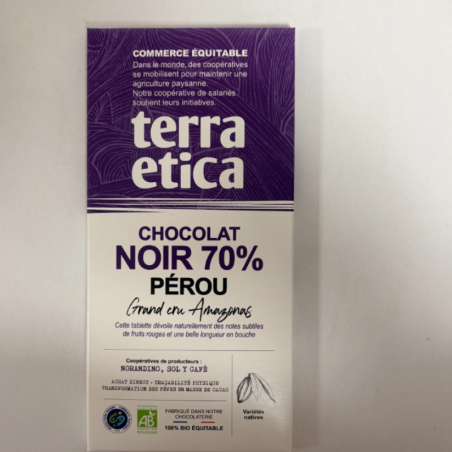 COMMERCE ÉQUITABLE
Dans le monde, des coopératives
se mobilisent pour maintenir une
agriculture paysanne.
Notre coopérative de salariés
soutient leurs initiatives.
terra
etica
CHOCOLAT
NOIR 70%
PÉROU
Grand cru Amazonas
Cette tablette dévoile naturellement des notes subtiles
de fruits rouges et une belle longueur en bouche
Coopératives de producteurs :
NORANDINO, SOL Y CAFÉ
ACHAT DIRECT - TRAÇABILITÉ PHYSIQUE
TRANSFORMATION DES FÈVES EN MASSE DE CACAO
Variétés
natives
AB
FABRIQUÉ DANS NOTRE
CHOCOLATERIE
100% BIO ÉQUITABLE